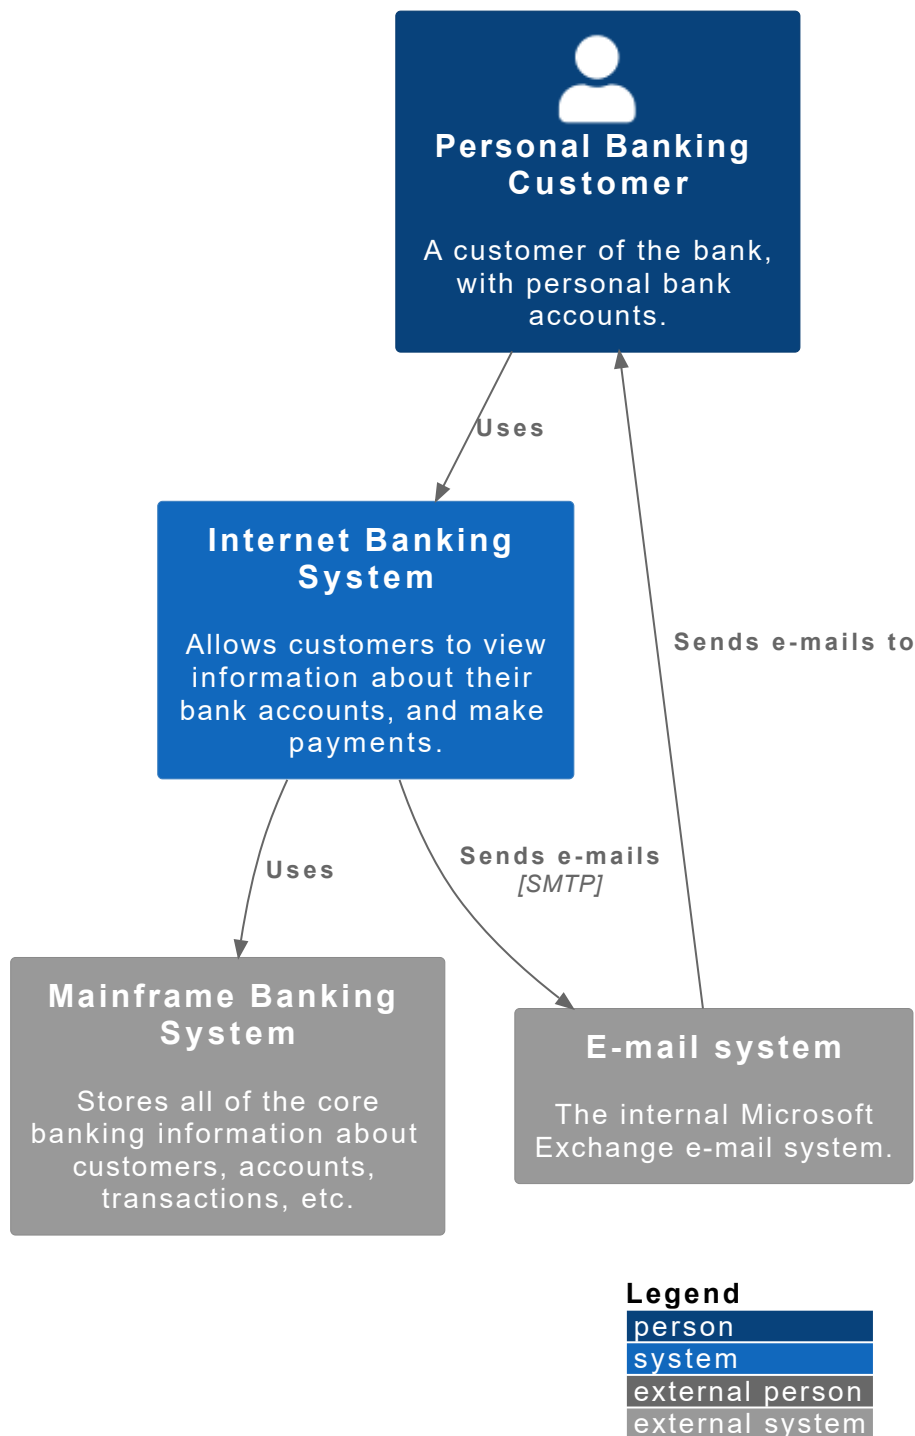 Personal Banking
Customer
A customer of the bank,
with personal bank
accounts.
Uses
Internet Banking
System
Allows customers to view
information about their
bank accounts, and make
payments.
Sends e-mails to
Uses
Sends e-mails
[SMTP]
Mainframe Banking
System
Stores all of the core
banking information about
customers, accounts,
transactions, etc.
E-mail system
The internal Microsoft
Exchange e-mail system.
Legend
person
system
external person
external system